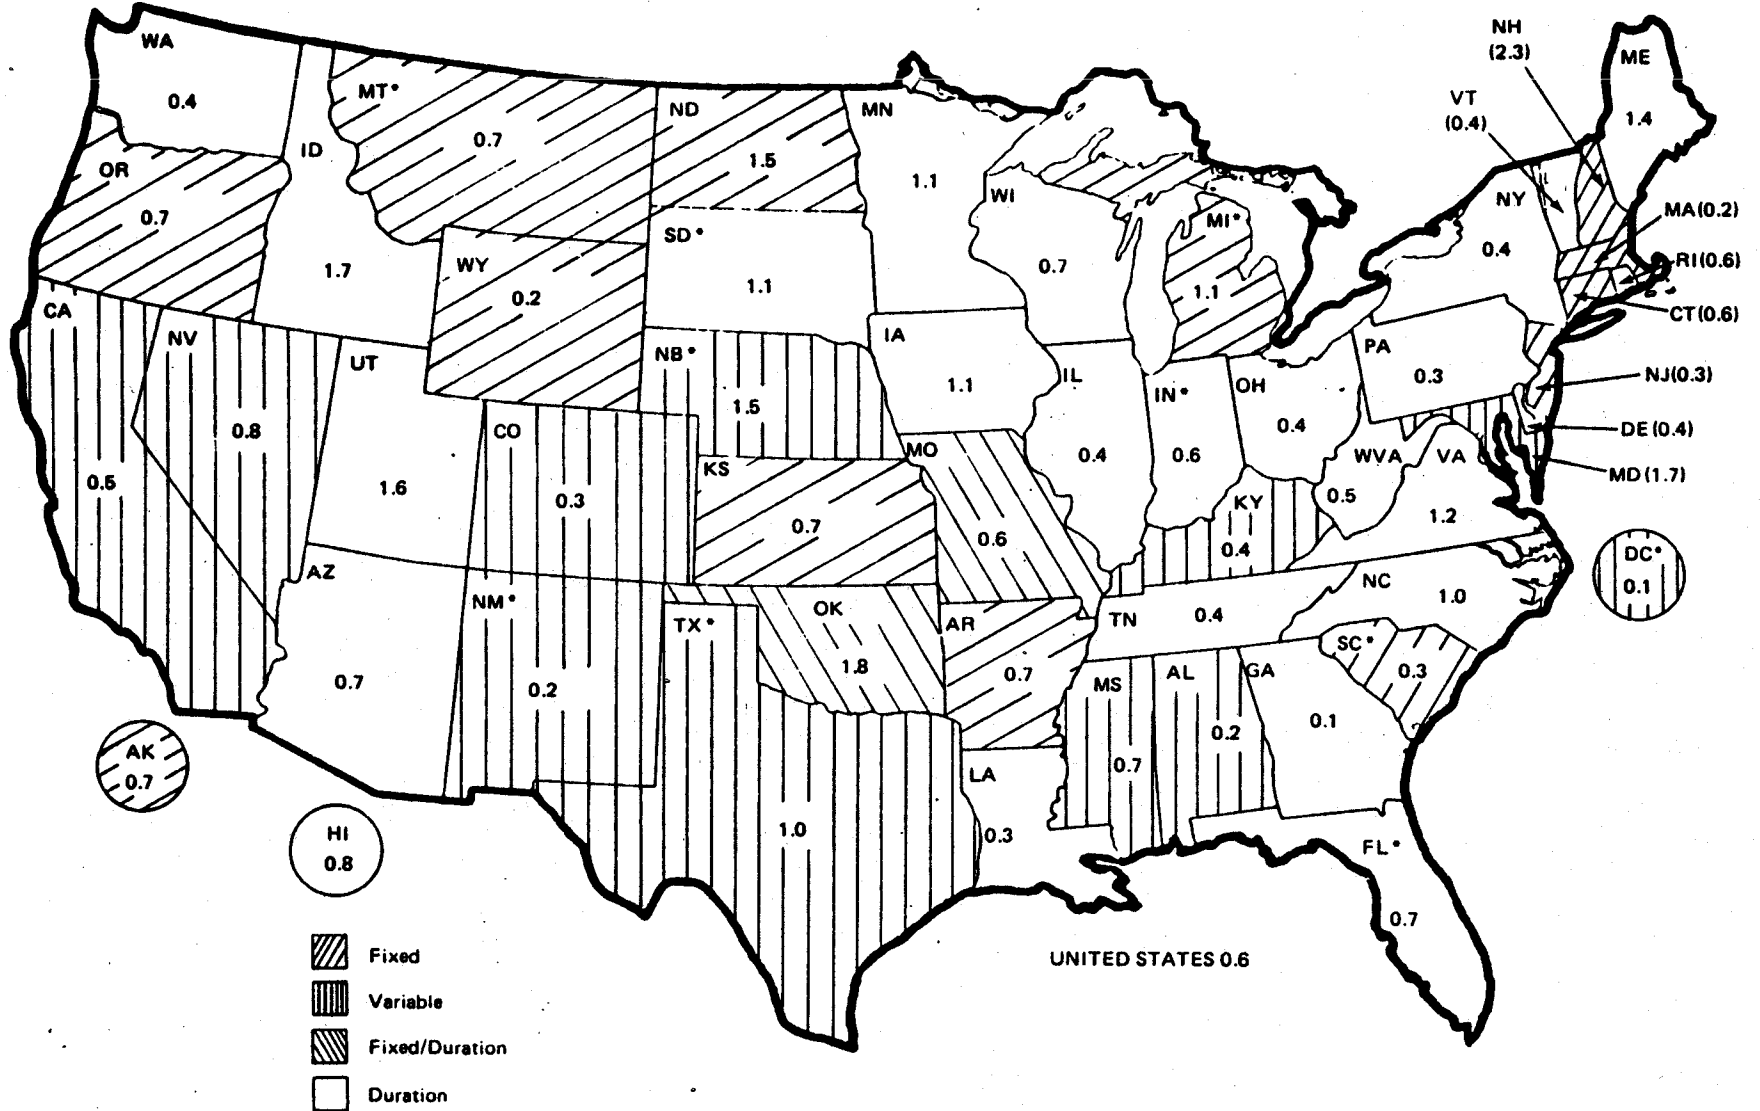 WA
0.4
OR
0.7
ID
1.7
MT*
0.7
ND
1.5
MN
1.1
WI
0.7
MI*
1.1
NH
(2.3)
VT
(0.4)
ME
1.4
NY
0.4
MA(0.2)
RI(0.6)
CT(0.6)
NJ(0.3)
DE(0.4)
MD(1.7)
SD*
1.1
WY
0.2
CA
0.5
NV
0.8
UT
1.6
CO
0.3
NB*
1.5
IA
1.1
IL
0.4
IN*
0.6
OH
0.4
PA
0.3
WVA
0.5
VA
1.2
KY
0.4
KS
0.7
MO
0.6
AZ
0.7
NM*
0.2
TX*
1.0
OK
1.8
AR
0.7
TN
0.4
NC
1.0
SC*
0.3
DC*
0.1
MS
0.7
AL
0.2
GA
0.1
LA
0.3
FL*
0.7
AK
0.7
HI
0.8
UNITED STATES 0.6
Fixed
Variable
Fixed/Duration
Duration